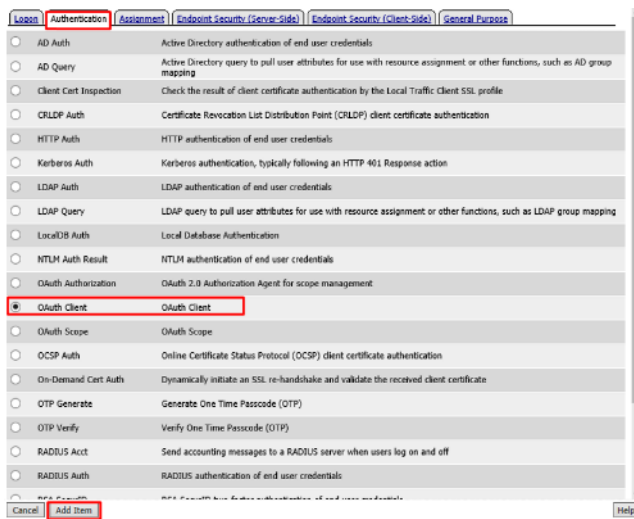 Logon Authentication Assignment Endpoint Security (Server-Side) Endpoint Security (Client-Side) General Purpose
AD Auth Active Directory authentication of end user credentials
AD Query Active Directory query to pull user attributes for use with resource assignment or other functions, such as AD group
mapping
Client Cert Inspection Check the result of client certificate authentication by the Local Traffic Client SSL profile
CRLDP Auth Certificate Revocation List Distribution Point (CRLDP) client certificate authentication
HTTP Auth HTTP authentication of end user credentials
Kerberos Auth Kerberos authentication, typically following an HTTP 401 Response action
LDAP Auth LDAP authentication of end user credentials
LDAP Query LDAP query to pull user attributes for use with resource assignment or other functions, such as LDAP group mapping
LocalDB Auth Local Database Authentication
NTLM Auth Result NTLM authentication of end user credentials
OAuth Authorization OAuth 2.0 Authorization Agent for scope management
OAuth Client OAuth Client
OAuth Scope OAuth Scope
OCSP Auth Online Certificate Status Protocol (OCSP) client certificate authentication
On-Demand Cert Auth Dynamically initiate an SSL re-handshake and validate the received client certificate
OTP Generate Generate One Time Passcode (OTP)
OTP Verify Verify One Time Passcode (OTP)
RADIUS Acct Send accounting messages to a RADIUS server when users log on and off
RADIUS Auth RADIUS authentication of end user credentials
RSA SecurID RSA SecurID two-factor authentication of end user credentials
Cancel Add Item Help